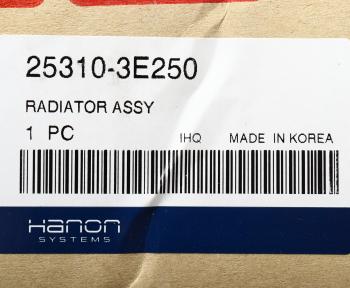 25310-3E250
RADIATOR ASSY
1 PC IHQ MADE IN KOREA
Hanon
SYSTEMS